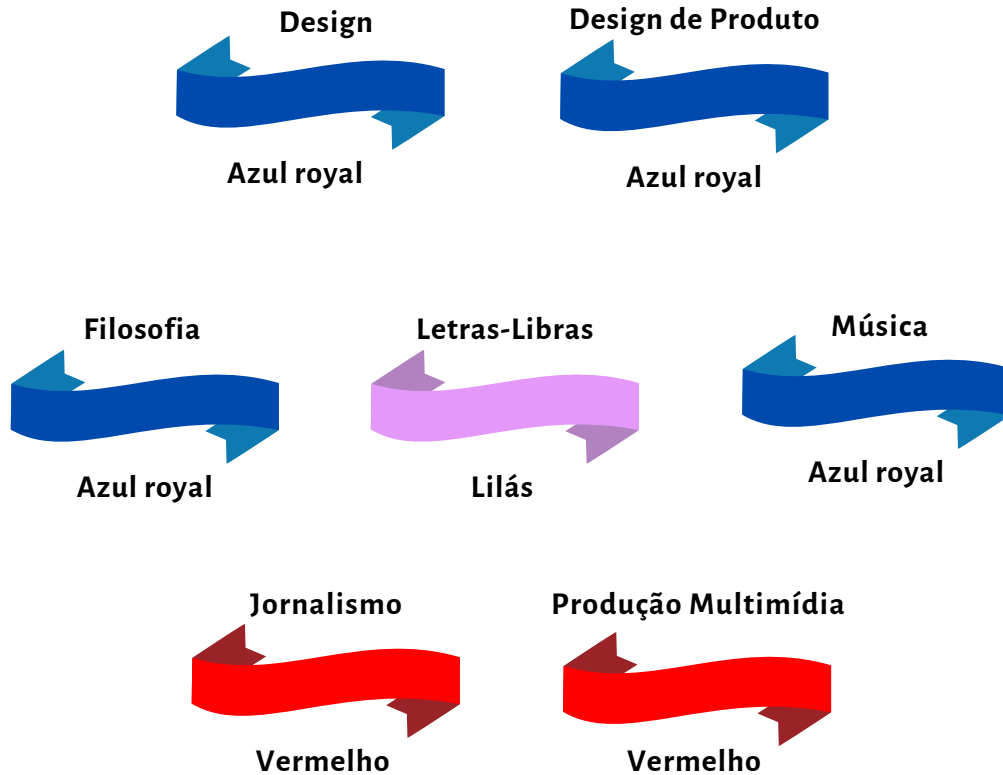 Design
Design de Produto
Azul royal
Azul royal
Filosofia
Letras-Libras
Música
Azul royal
Lilás
Azul royal
Jornalismo
Produção Multimídia
Vermelho
Vermelho